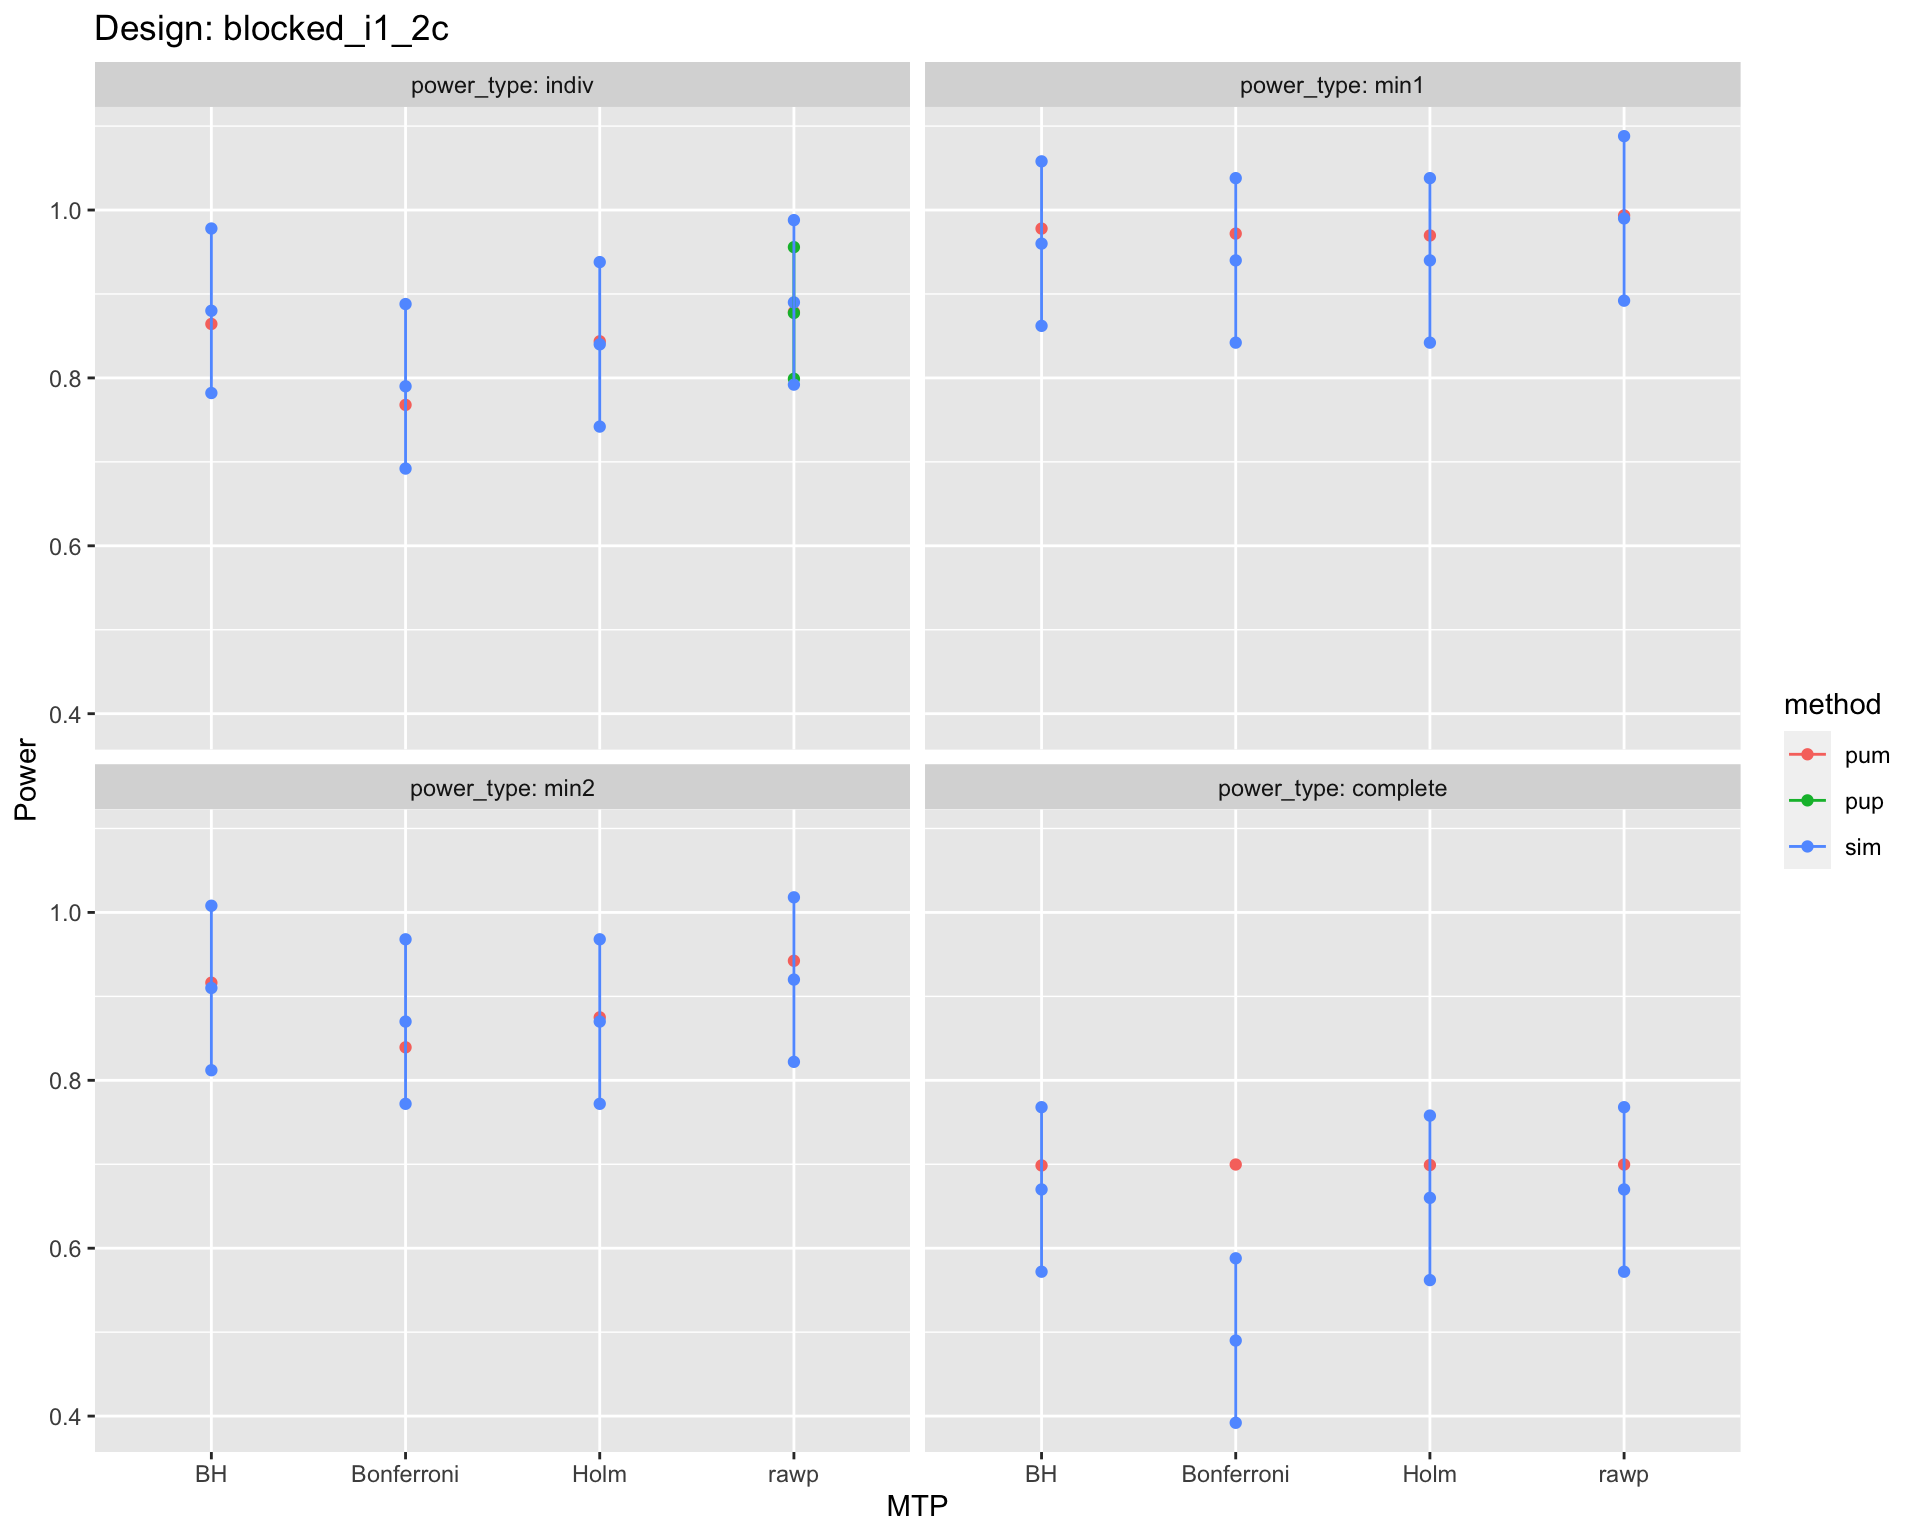 Design: blocked_i1_2c
power_type: indiv
power_type: min1
1.0
0.8
0.6
0.4
power_type: min2
power_type: complete
1.0
0.8
0.6
0.4
BH Bonferroni Holm rawp
BH Bonferroni Holm rawp
MTP
Power
method
pum
pup
sim